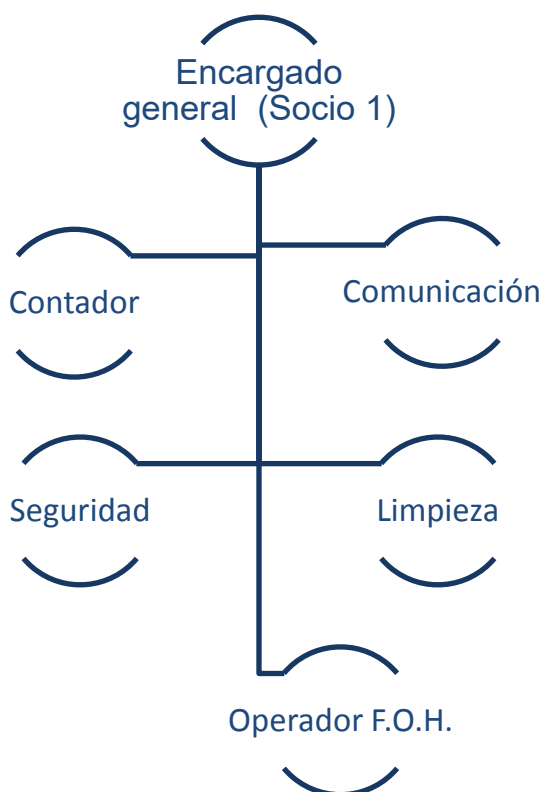 Encargado
general (Socio 1)
Contador
Comunicación
Seguridad
Limpieza
Operador F.O.H.